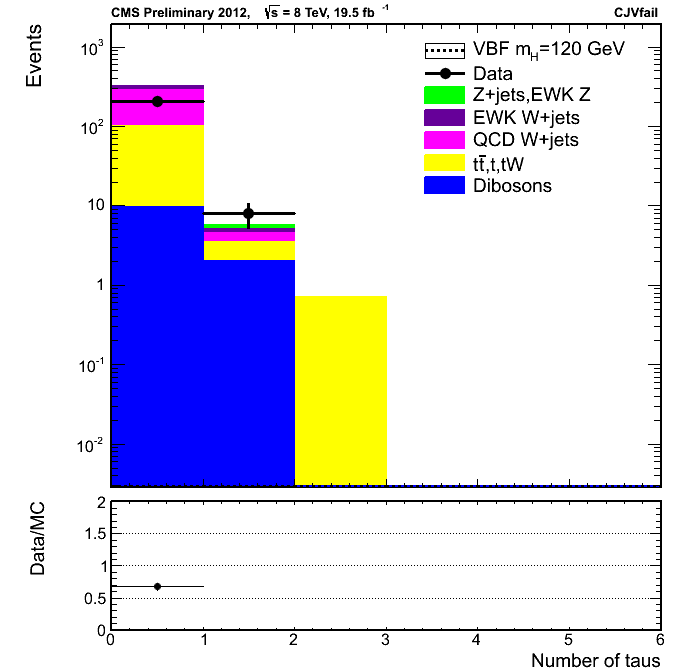 CMS Preliminary 2012, √s = 8 TeV, 19.5 fb⁻¹ CJVfail
Events
10³
10²
10
1
10⁻¹
10⁻²
VBF m_H=120 GeV
Data
Z+jets,EWK Z
EWK W+jets
QCD W+jets
tt̄,t,tW
Dibosons
Data/MC
2
1.5
1
0.5
0
0 1 2 3 4 5 6
Number of taus